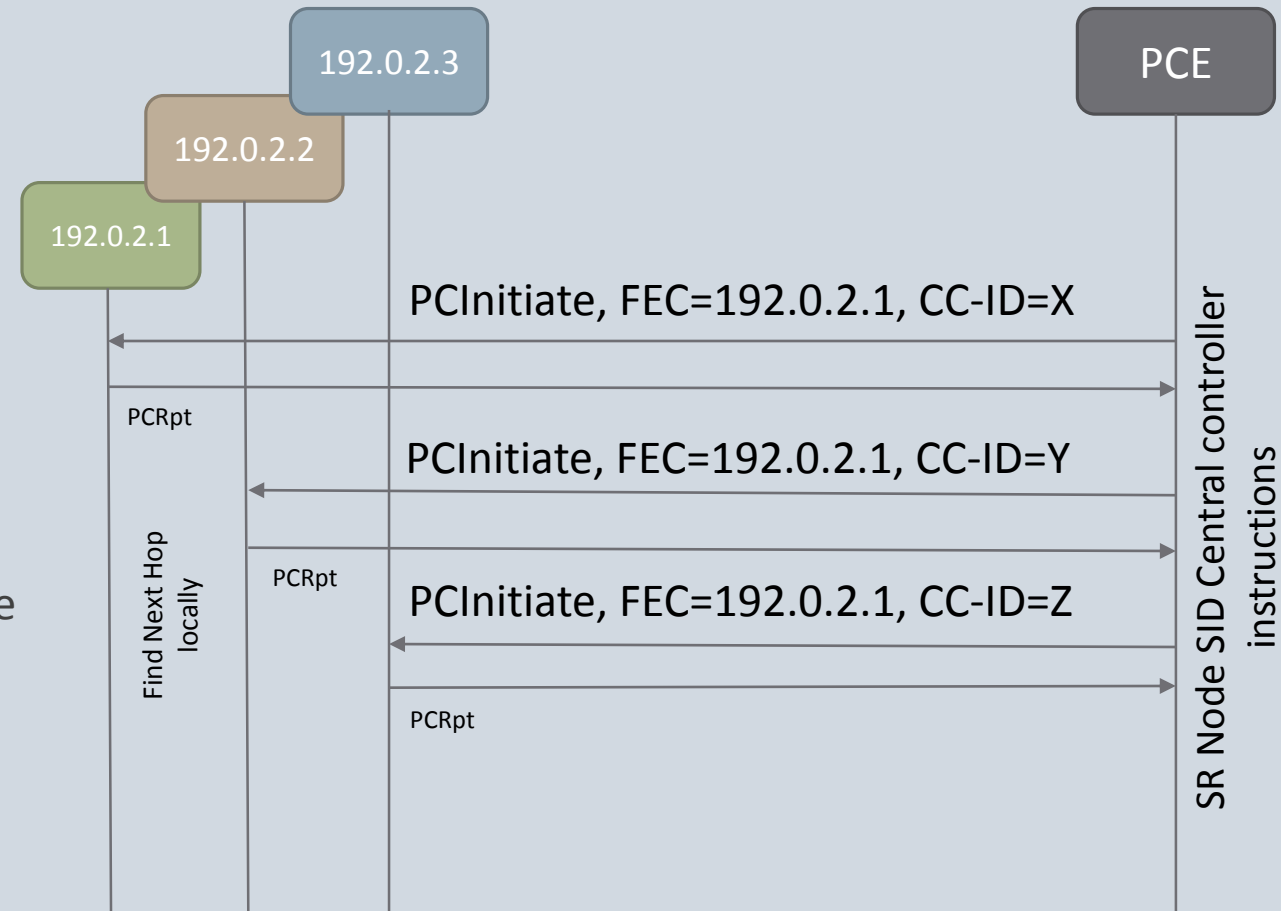 192.0.2.3
PCE
192.0.2.2
192.0.2.1
PCInitiate, FEC=192.0.2.1, CC-ID=X
PCRpt
PCInitiate, FEC=192.0.2.1, CC-ID=Y
PCRpt
Find Next Hop
locally
e
PCInitiate, FEC=192.0.2.1, CC-ID=Z
PCRpt
SR Node SID Central controller
instructions